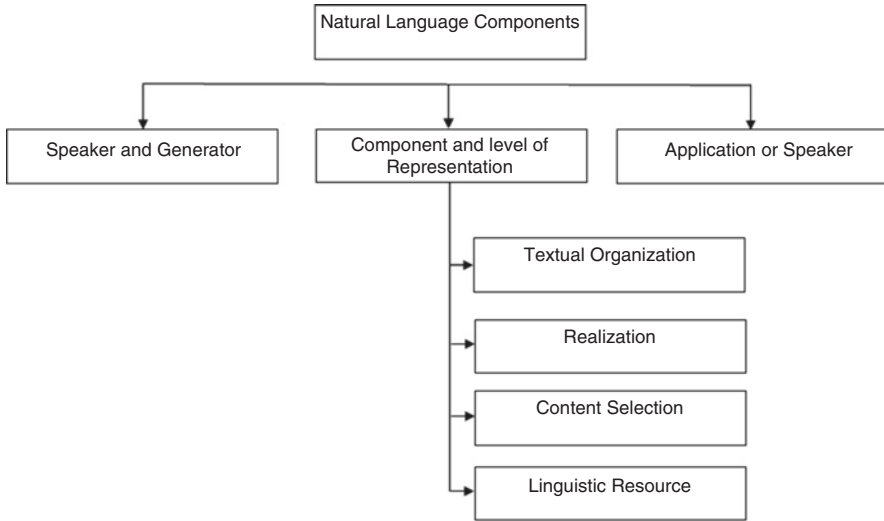 Natural Language Components
Speaker and Generator
Component and level of
Representation
Application or Speaker
Textual Organization
Realization
Content Selection
Linguistic Resource